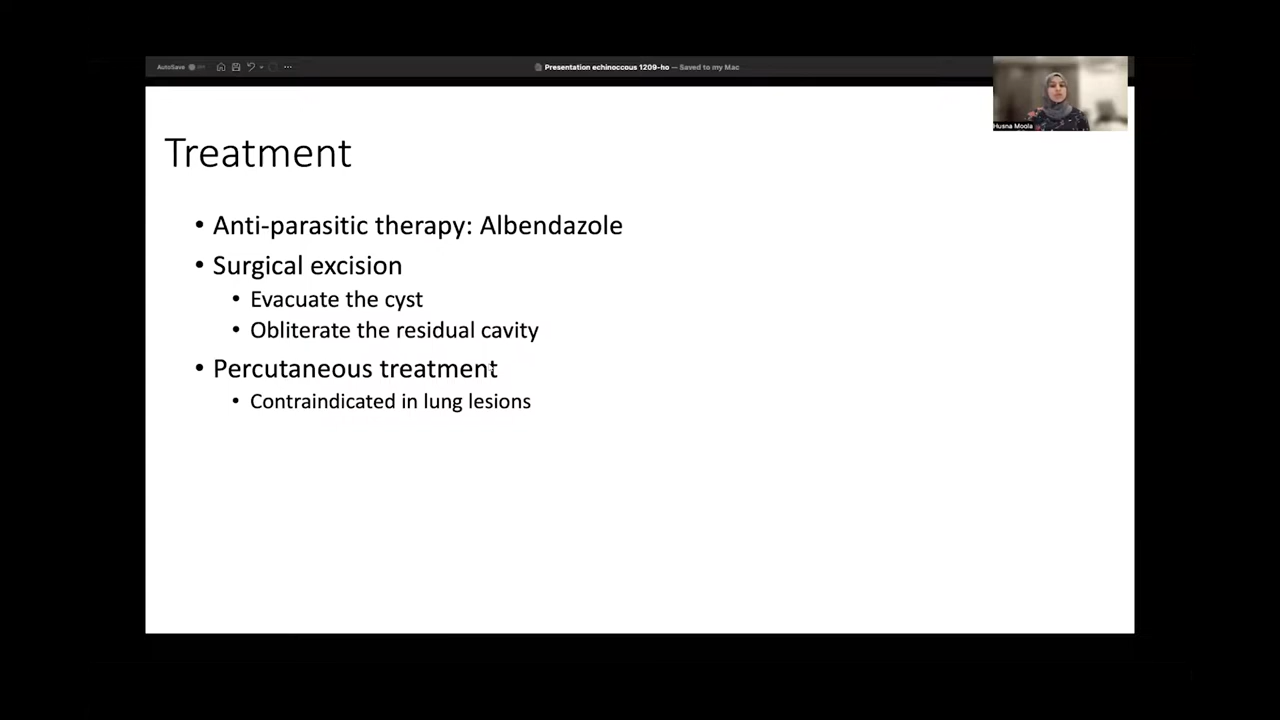 AutoSave
Presentation echinoccous 1209-ho — Saved to my Mac
Husna Moola
Treatment
• Anti-parasitic therapy: Albendazole
• Surgical excision
• Evacuate the cyst
• Obliterate the residual cavity
• Percutaneous treatment
• Contraindicated in lung lesions